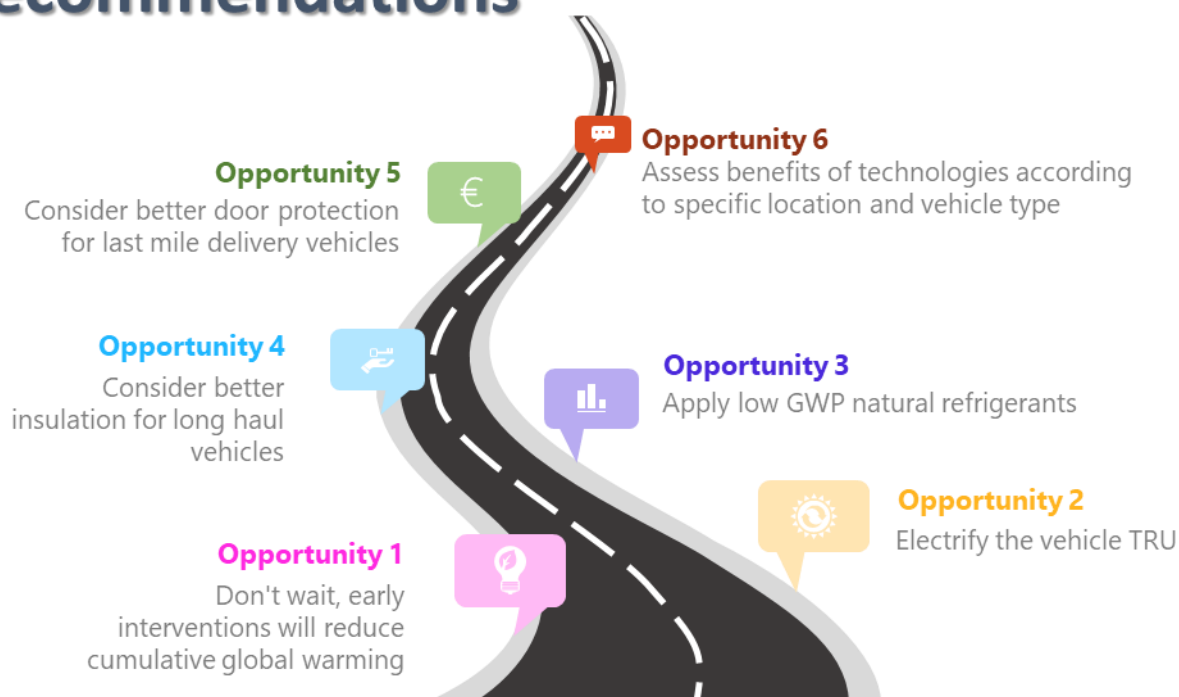 ecommendations
Opportunity 6
Assess benefits of technologies according
to specific location and vehicle type
Opportunity 5
Consider better door protection
for last mile delivery vehicles
€
Opportunity 4
Consider better
insulation for long haul
vehicles
Opportunity 3
Apply low GWP natural refrigerants
Opportunity 2
Electrify the vehicle TRU
Opportunity 1
Don't wait, early
interventions will reduce
cumulative global warming